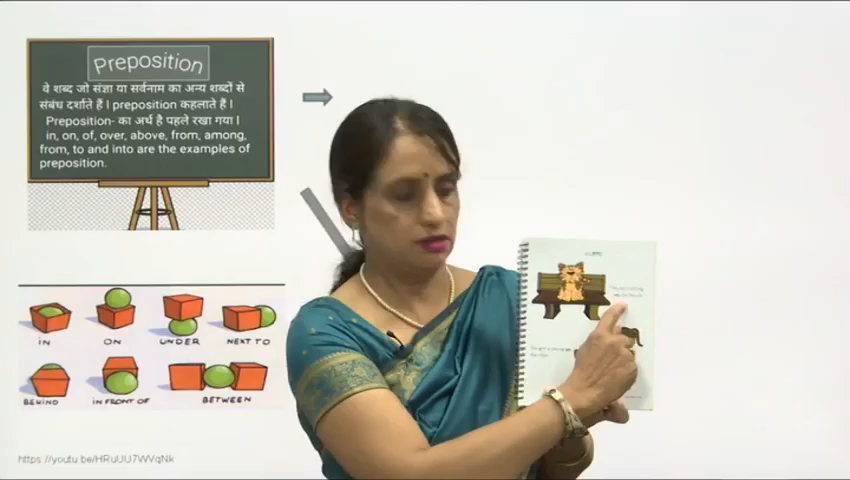 Preposition
वे शब्द जो संज्ञा या सर्वनाम का अन्य शब्दों से
संबंध दर्शाते हैं l preposition कहलाते हैं l
Preposition- का अर्थ है पहले रखा गया l
in, on, of, over, above, from, among,
from, to and into are the examples of
preposition.
IN
ON
UNDER
NEXT TO
BEHIND
IN FRONT OF
BETWEEN
https://youtu.be/HRuUU7WVqNk